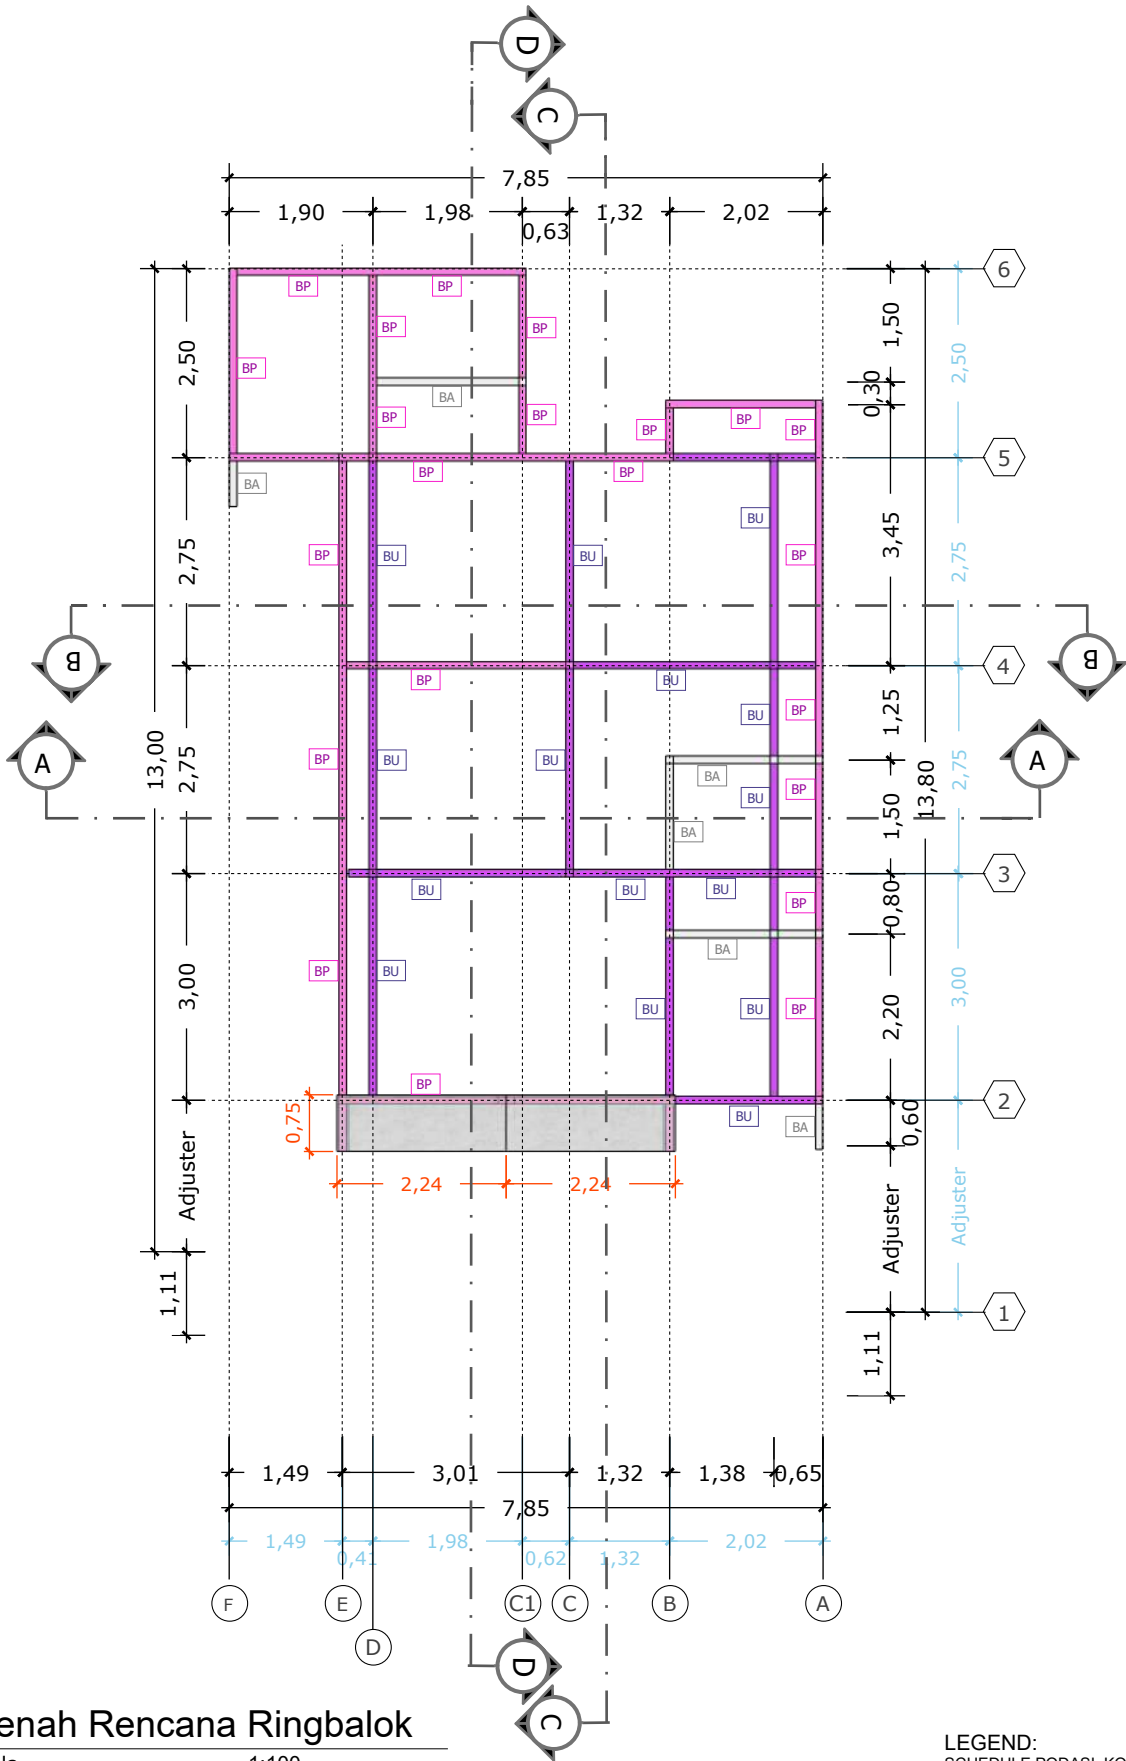 D
C
7,85
1,90 1,98 0,63 1,32 2,02
6
BP BP
BP BP BP
BP
BA
BP BP BP BP BP
5
BP BP
BA
BU
BP BU BU BP
2,50
2,75
2,75
3,00
Adjuster
1,11
13,00
1,50
0,30
3,45
1,25
1,50
0,80
2,20
0,60
Adjuster
1,11
13,80
2,50
2,75
2,75
3,00
Adjuster
B B
4
BP BU
BU BP
A A
BP BU BU BA
BU BP
BA
3
BU BU BU
BP
BA
BP BU
BU BU BP
BP
2
BU BA
0,75
2,24 2,24
1
1,49 3,01 1,32 1,38 0,65
7,85
1,49 0,41 1,98 0,62 1,32 2,02
F E C1 C B A
D
D
C
enah Rencana Ringbalok
1:100
LEGEND: